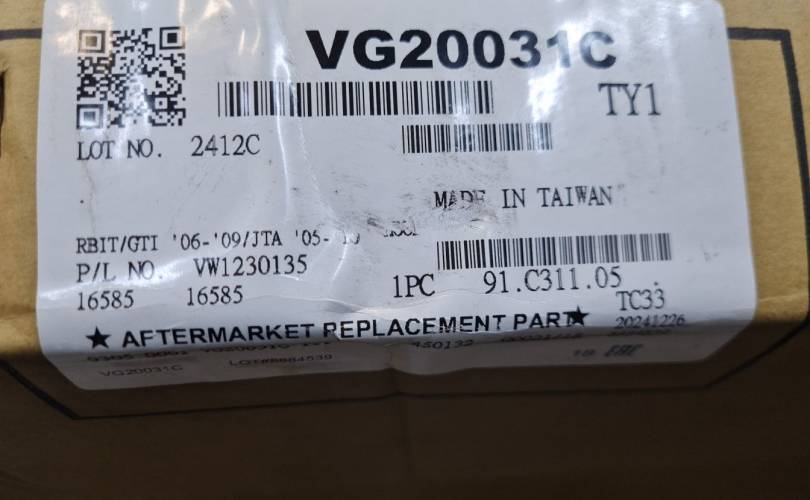 VG20031C
TY1
LOT NO. 2412C
MADE IN TAIWAN
RBIT/GTI '06-'09/JTA '05-
P/L NO. VW1230135
1PC 91.C311.05
16585 16585
TC33
★ AFTERMARKET REPLACEMENT PART★
20241226
VG20031C